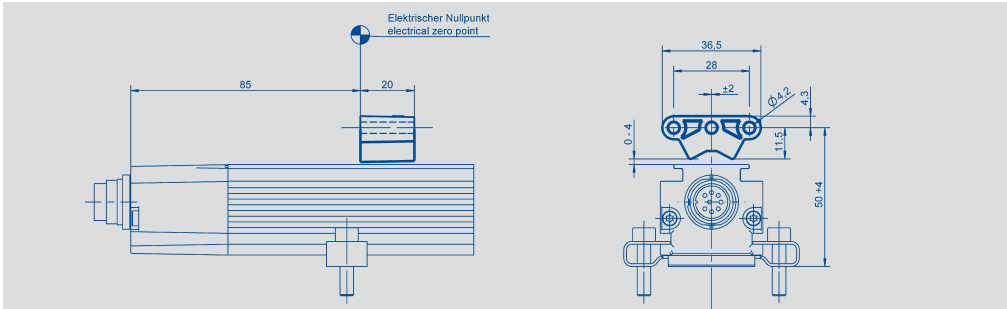 Elektrischer Nullpunkt
electrical zero point
85
20
36,5
28
±2
Ø4,2
4,3
0 - 4
11,5
50 +4